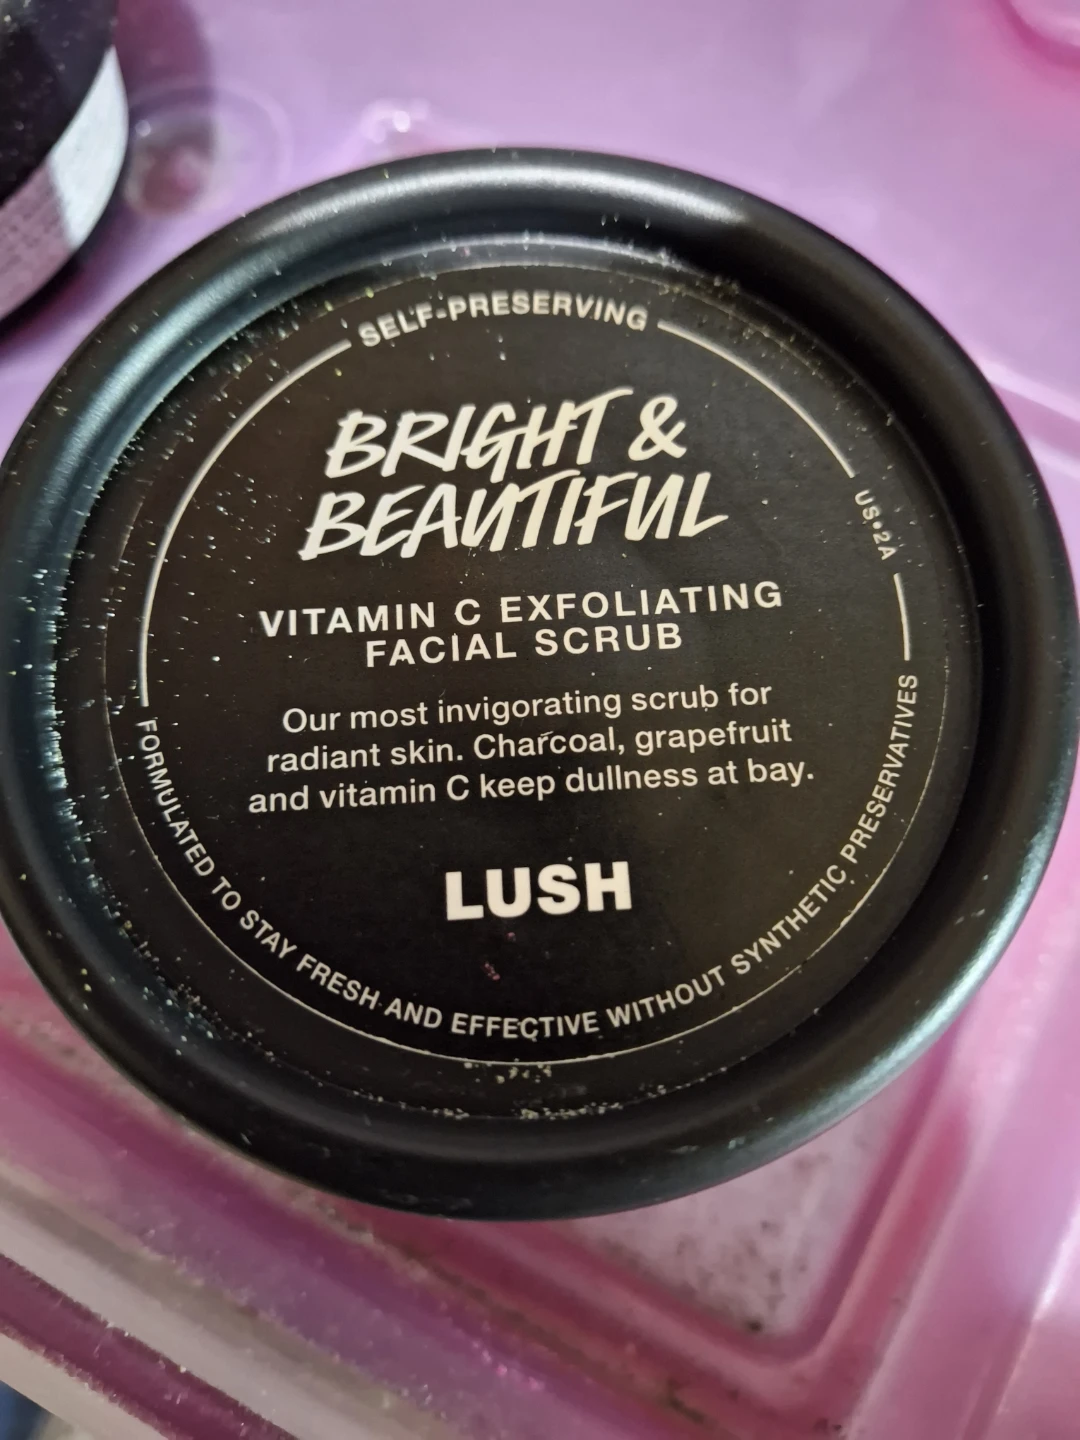 SELF-PRESERVING
BRIGHT &
BEAUTIFUL
US•2A
VITAMIN C EXFOLIATING
FACIAL SCRUB
Our most invigorating scrub for
radiant skin. Charcoal, grapefruit
and vitamin C keep dullness at bay.
LUSH
FORMULATED TO STAY FRESH AND EFFECTIVE WITHOUT SYNTHETIC PRESERVATIVES